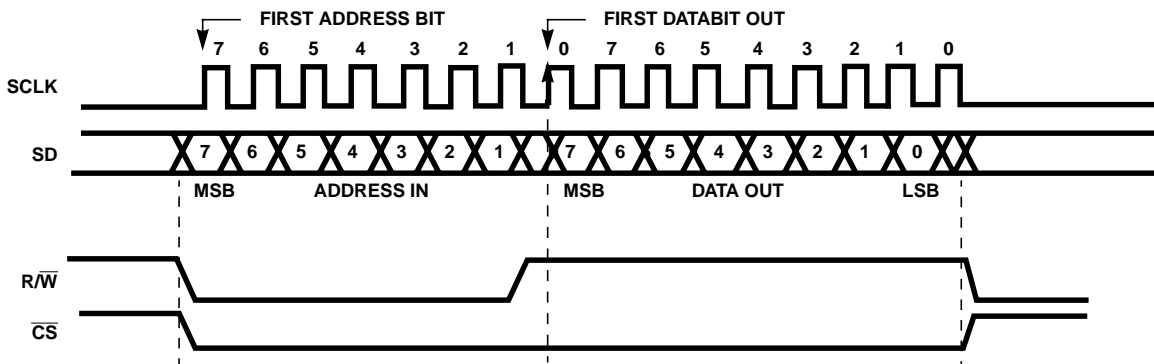 FIRST ADDRESS BIT FIRST DATABIT OUT
7 6 5 4 3 2 1 0 7 6 5 4 3 2 1 0
SCLK
SD 7 6 5 4 3 2 1 7 6 5 4 3 2 1 0
MSB ADDRESS IN MSB DATA OUT LSB
R/W̅
C̅S̅